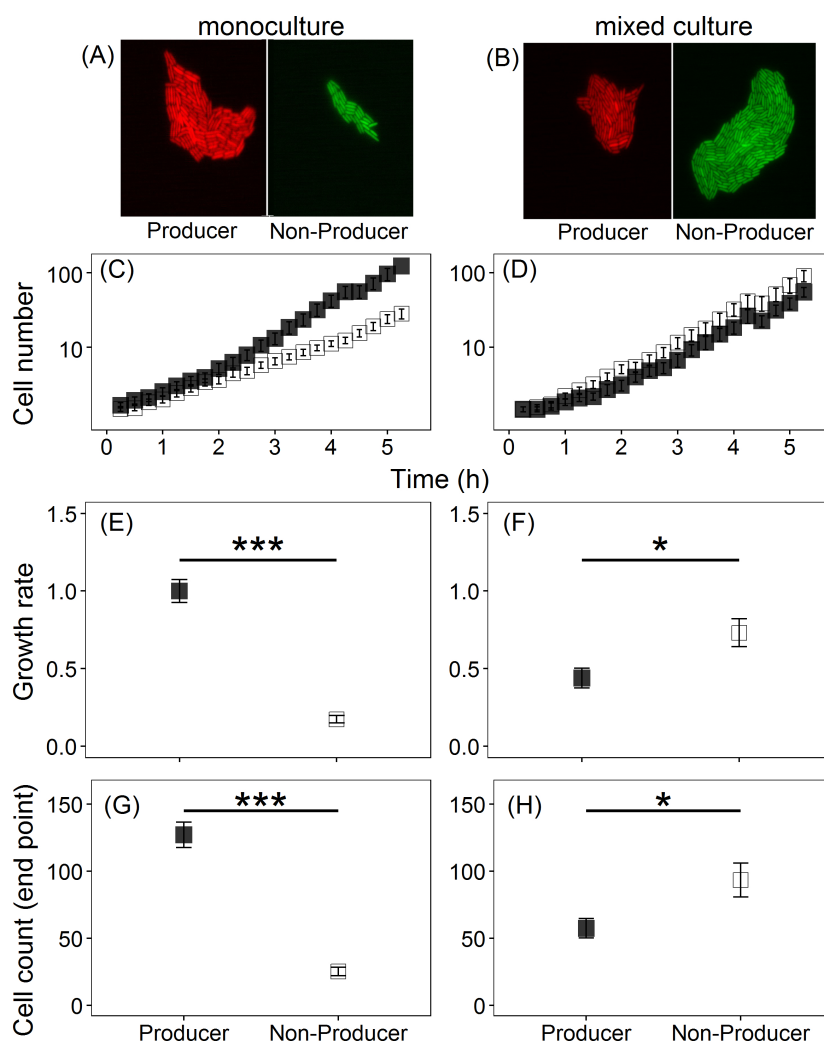 monoculture
mixed culture
(A)
(B)
Producer
Non-Producer
Producer
Non-Producer
Cell number
(C)
100
10
0 1 2 3 4 5
(D)
100
10
0 1 2 3 4 5
Time (h)
Growth rate
(E)
***
1.5
1.0
0.5
0.0
(F)
*
1.5
1.0
0.5
0.0
Cell count (end point)
(G)
***
150
100
50
0
Producer
Non-Producer
(H)
*
150
100
50
0
Producer
Non-Producer